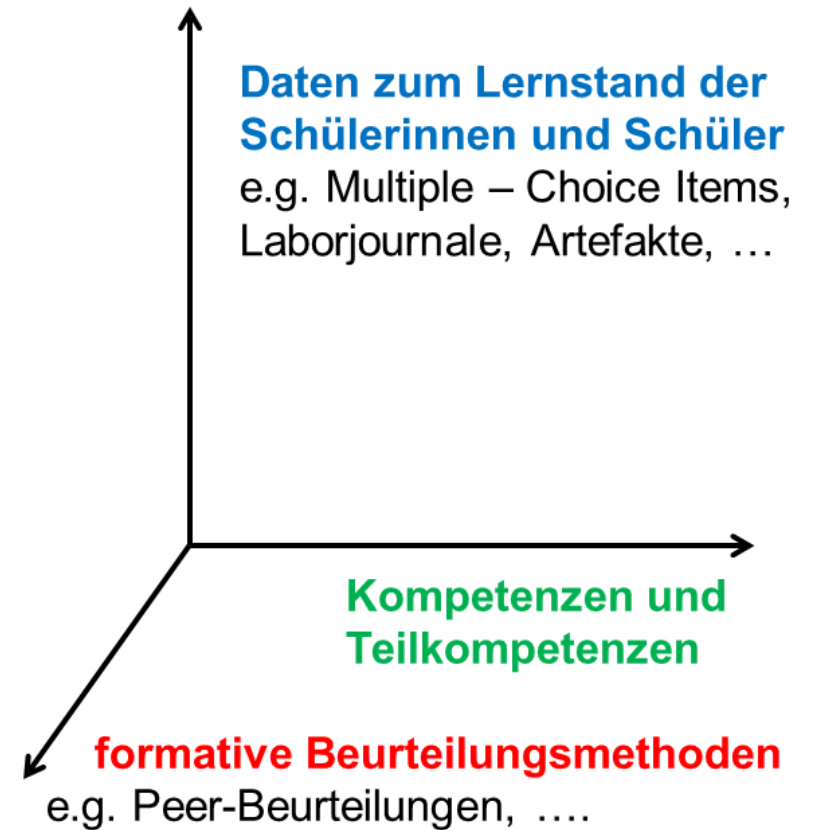 Daten zum Lernstand der
Schülerinnen und Schüler
e.g. Multiple – Choice Items,
Laborjournale, Artefakte, …
Kompetenzen und
Teilkompetenzen
formative Beurteilungsmethoden
e.g. Peer-Beurteilungen, ….